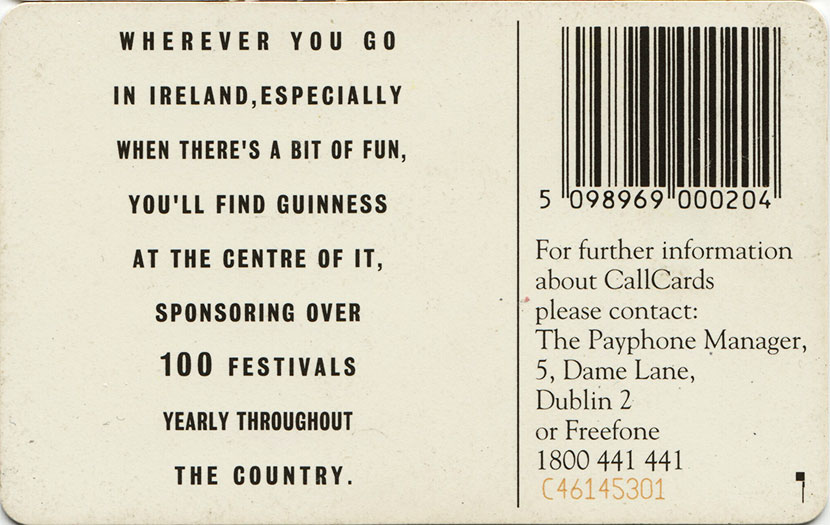 WHEREVER YOU GO
IN IRELAND,ESPECIALLY
WHEN THERE'S A BIT OF FUN,
YOU'LL FIND GUINNESS
AT THE CENTRE OF IT,
SPONSORING OVER
100 FESTIVALS
YEARLY THROUGHOUT
THE COUNTRY.
5 098969 000204
For further information
about CallCards
please contact:
The Payphone Manager,
5, Dame Lane,
Dublin 2
or Freefone
1800 441 441
C46145301